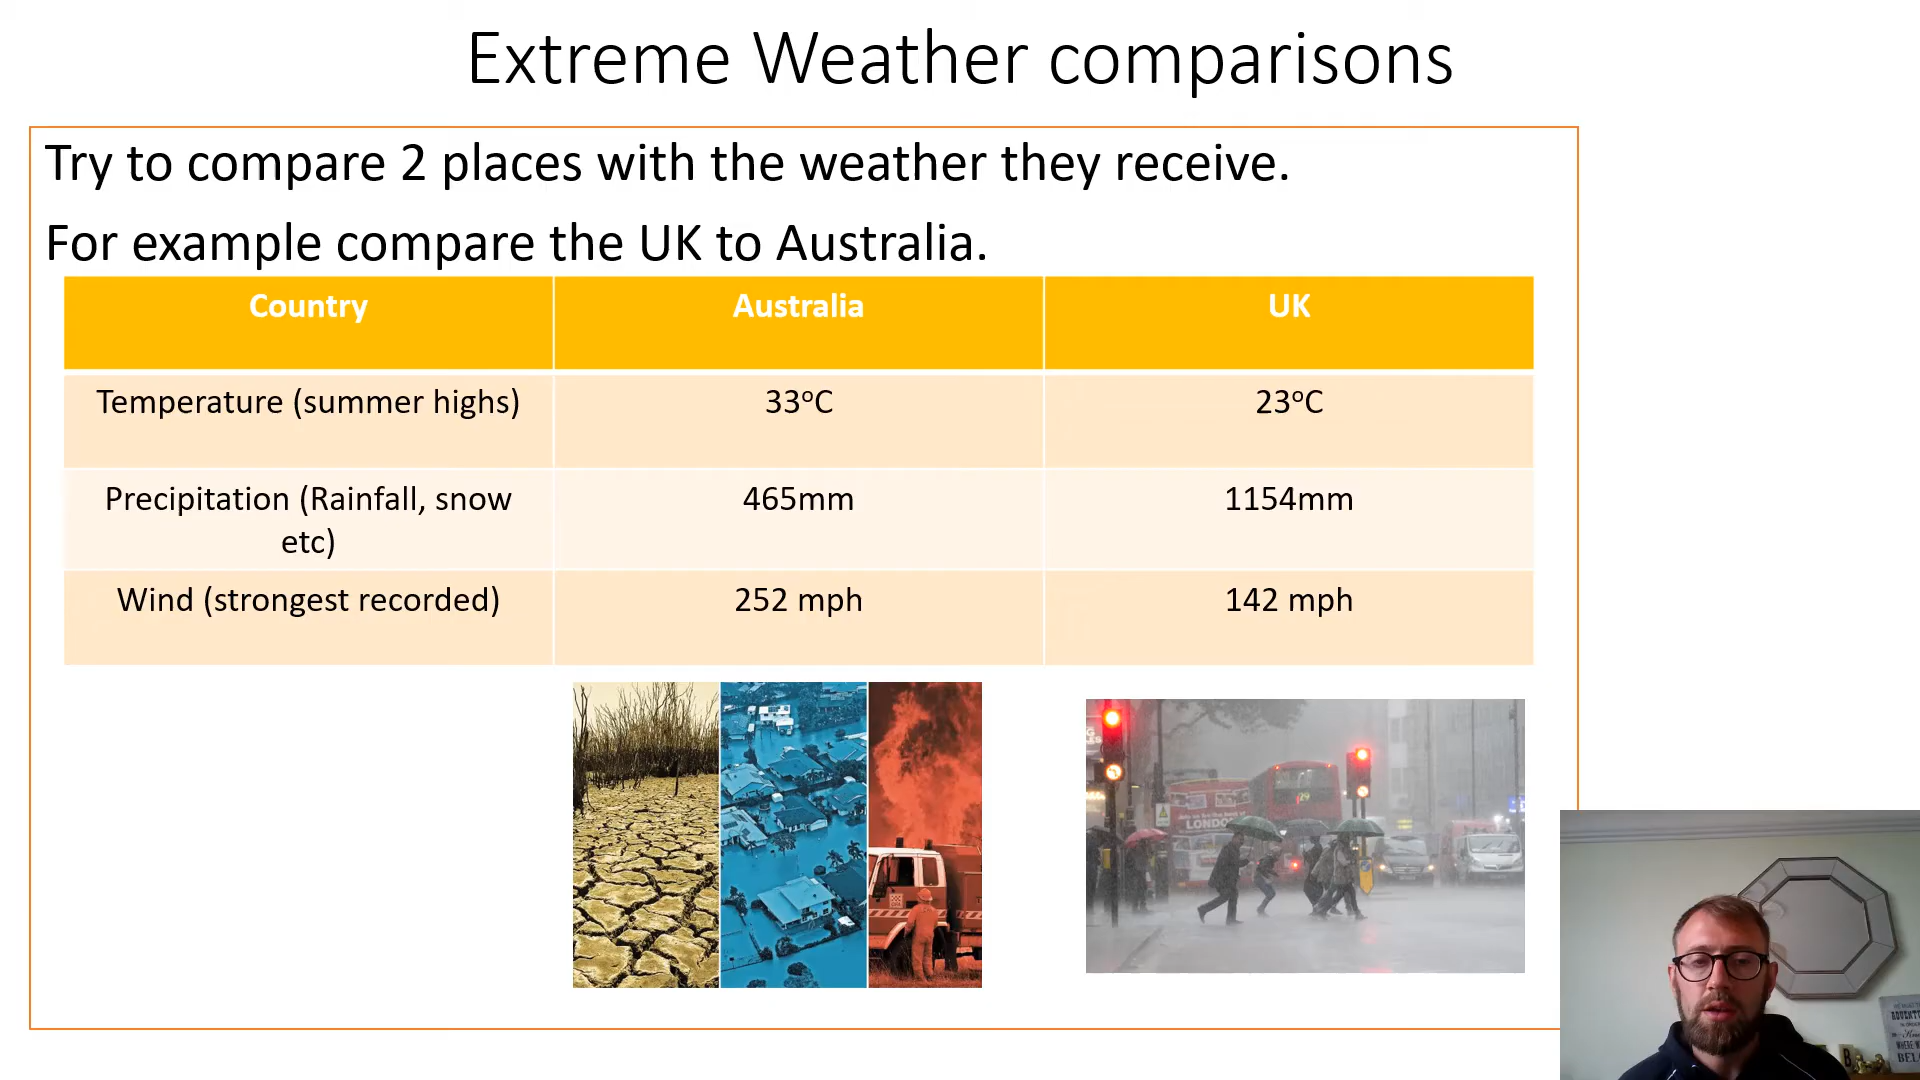 Extreme Weather comparisons
Try to compare 2 places with the weather they receive.
For example compare the UK to Australia.
Country Australia UK
Temperature (summer highs) 33°C 23°C
Precipitation (Rainfall, snow etc) 465mm 1154mm
Wind (strongest recorded) 252 mph 142 mph
LONDON